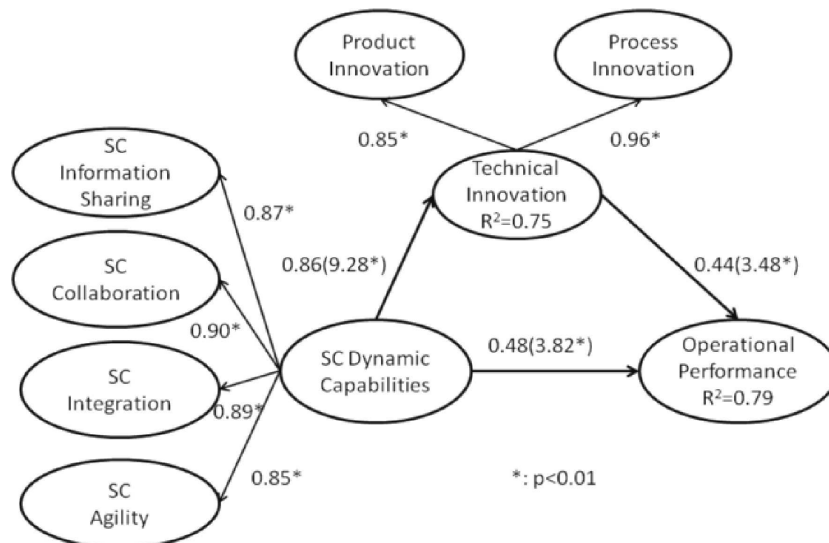 Product
Innovation
Process
Innovation
0.85*
0.96*
SC
Information
Sharing
Technical
Innovation
R²=0.75
0.87*
SC
Collaboration
0.86(9.28*)
0.44(3.48*)
0.90*
SC Dynamic
Capabilities
0.48(3.82*)
Operational
Performance
R²=0.79
SC
Integration
0.89*
SC
Agility
0.85*
*: p<0.01